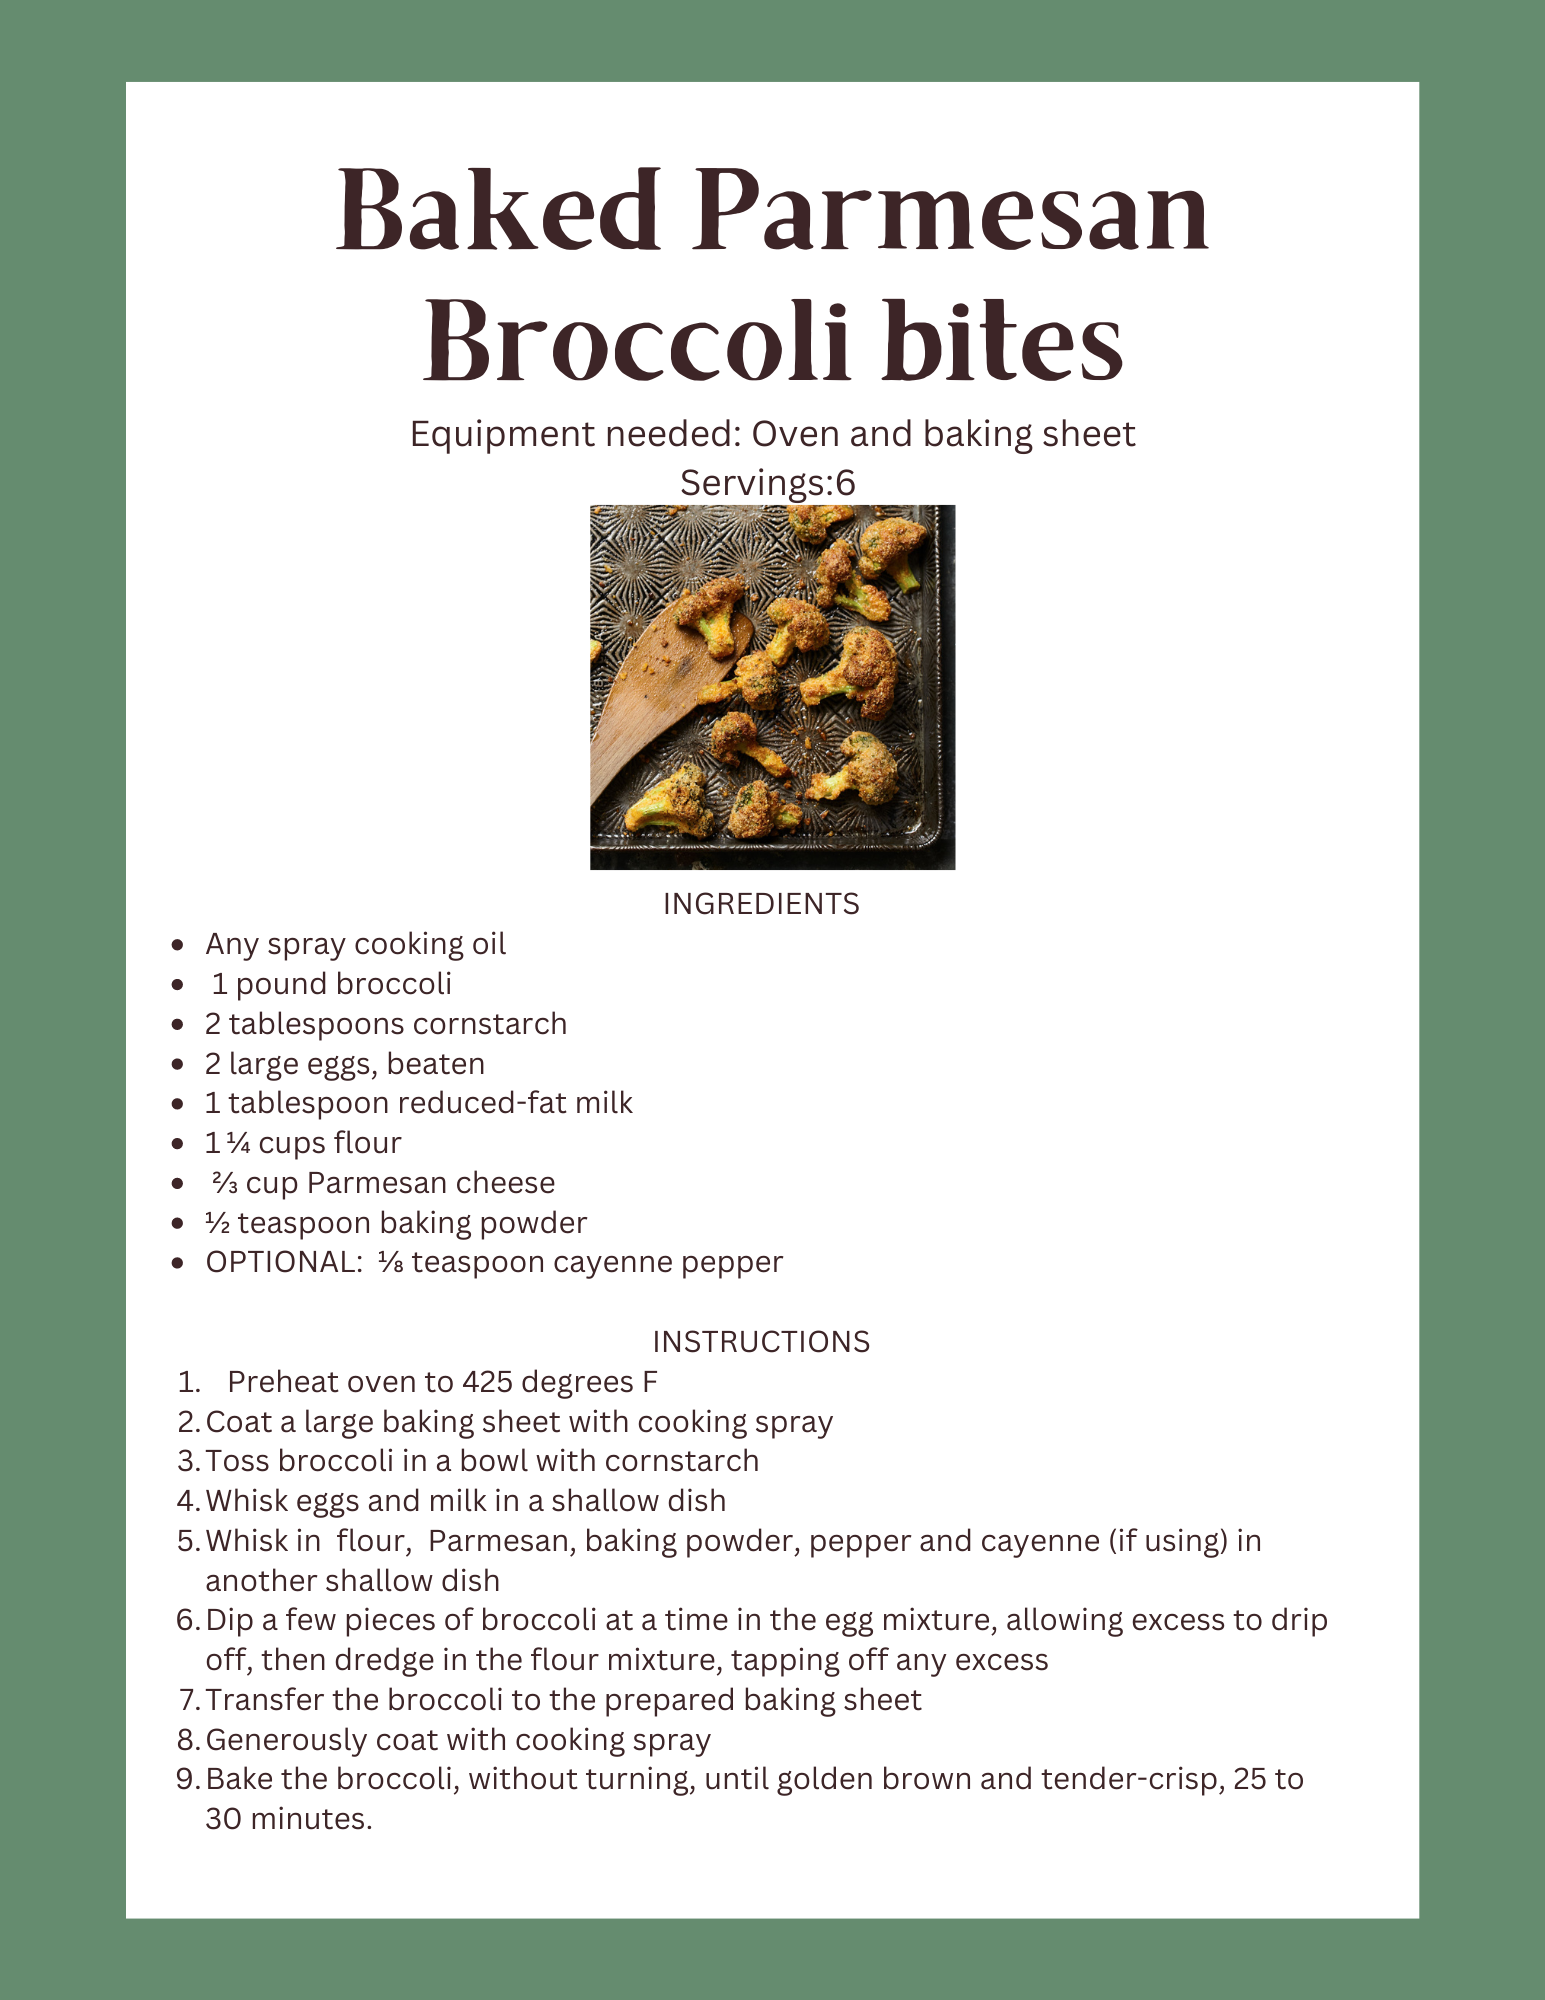 Baked Parmesan
Broccoli bites
Equipment needed: Oven and baking sheet
Servings:6
INGREDIENTS
• Any spray cooking oil
• 1 pound broccoli
• 2 tablespoons cornstarch
• 2 large eggs, beaten
• 1 tablespoon reduced-fat milk
• 1 ¼ cups flour
• ⅔ cup Parmesan cheese
• ½ teaspoon baking powder
• OPTIONAL: ⅛ teaspoon cayenne pepper
INSTRUCTIONS
1. Preheat oven to 425 degrees F
2. Coat a large baking sheet with cooking spray
3. Toss broccoli in a bowl with cornstarch
4. Whisk eggs and milk in a shallow dish
5. Whisk in flour, Parmesan, baking powder, pepper and cayenne (if using) in
another shallow dish
6. Dip a few pieces of broccoli at a time in the egg mixture, allowing excess to drip
off, then dredge in the flour mixture, tapping off any excess
7. Transfer the broccoli to the prepared baking sheet
8. Generously coat with cooking spray
9. Bake the broccoli, without turning, until golden brown and tender-crisp, 25 to
30 minutes.